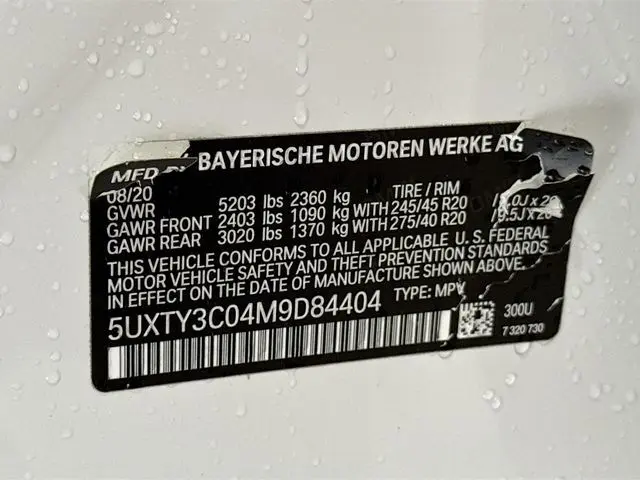 MFD BY BAYERISCHE MOTOREN WERKE AG
08/20
GVWR 5203 lbs 2360 kg TIRE / RIM
GAWR FRONT 2403 lbs 1090 kg WITH 245/45 R20
GAWR REAR 3020 lbs 1370 kg WITH 275/40 R20
THIS VEHICLE CONFORMS TO ALL APPLICABLE U.S. FEDERAL
MOTOR VEHICLE SAFETY AND THEFT PREVENTION STANDARDS
IN EFFECT ON THE DATE OF MANUFACTURE SHOWN ABOVE.
5UXTY3C04M9D84404 TYPE: MPV
300U
7 320 730